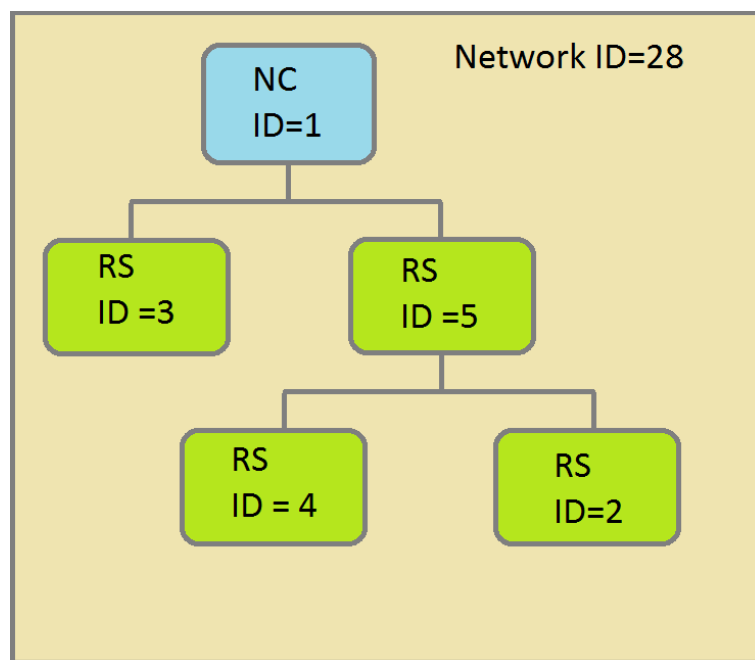 Network ID=28
NC
ID=1
RS
ID =3
RS
ID =5
RS
ID = 4
RS
ID=2